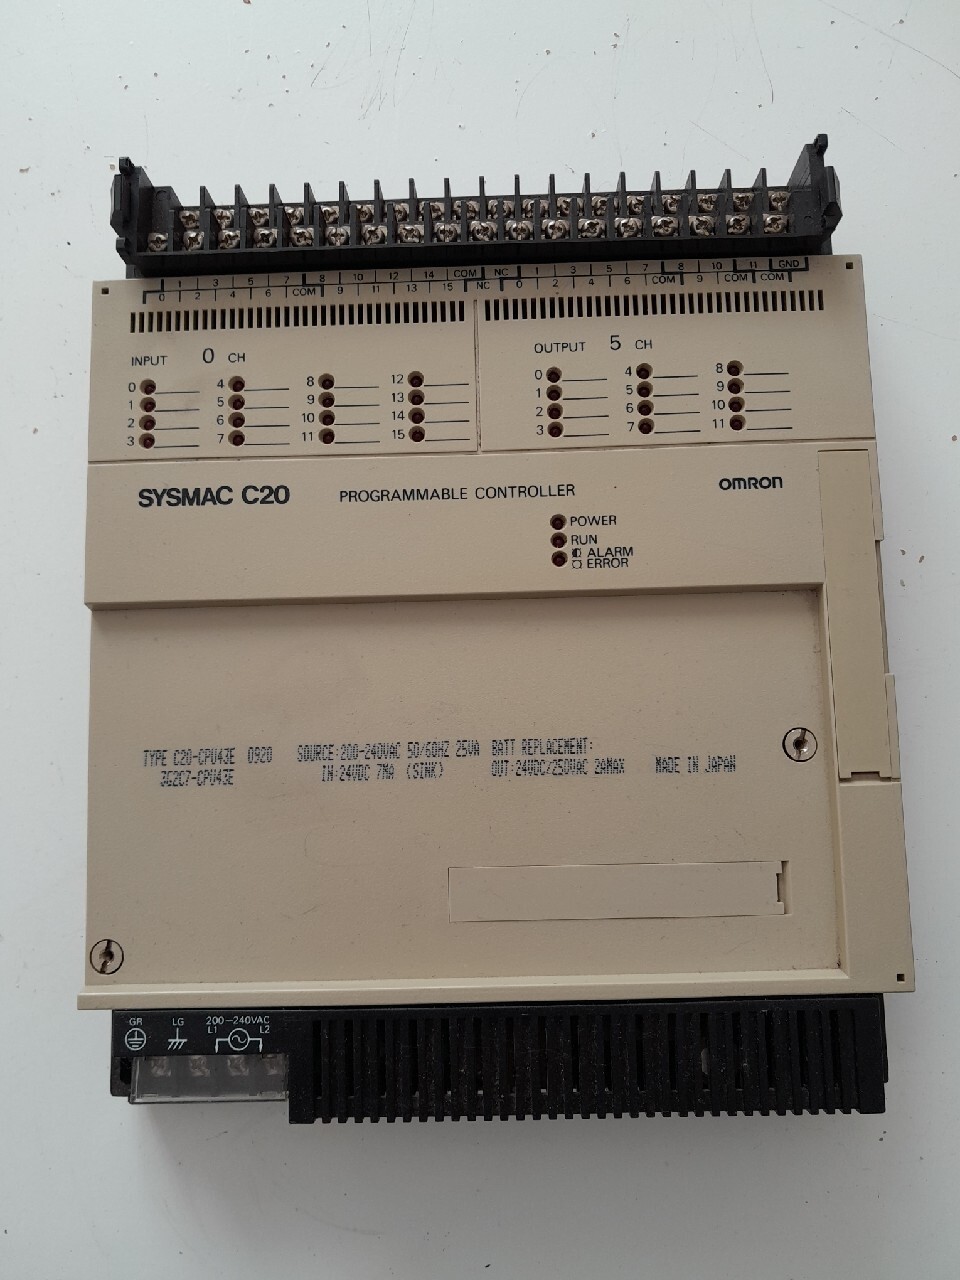 1 3 5 7 8 10 12 14 COM NC 1 3 5 7 8 10 11 GND
0 2 4 6 COM 9 11 13 15 NC 0 2 4 6 COM 9 COM COM
INPUT 0 CH OUTPUT 5 CH
0 4 8 12 0 4 8
1 5 9 13 1 5 9
2 6 10 14 2 6 10
3 7 11 15 3 7 11
SYSMAC C20 PROGRAMMABLE CONTROLLER OMRON
POWER
RUN
ALARM
ERROR
TYPE C20-CPU43E 0920 SOURCE:200-240VAC 50/60HZ 25VA BATT REPLACEMENT:
3G2C7-CPU43E IN:24VDC 7MA (SINK) OUT:24VDC/250VAC 2AMAX MADE IN JAPAN
GR LG 200-240VAC
L1 L2